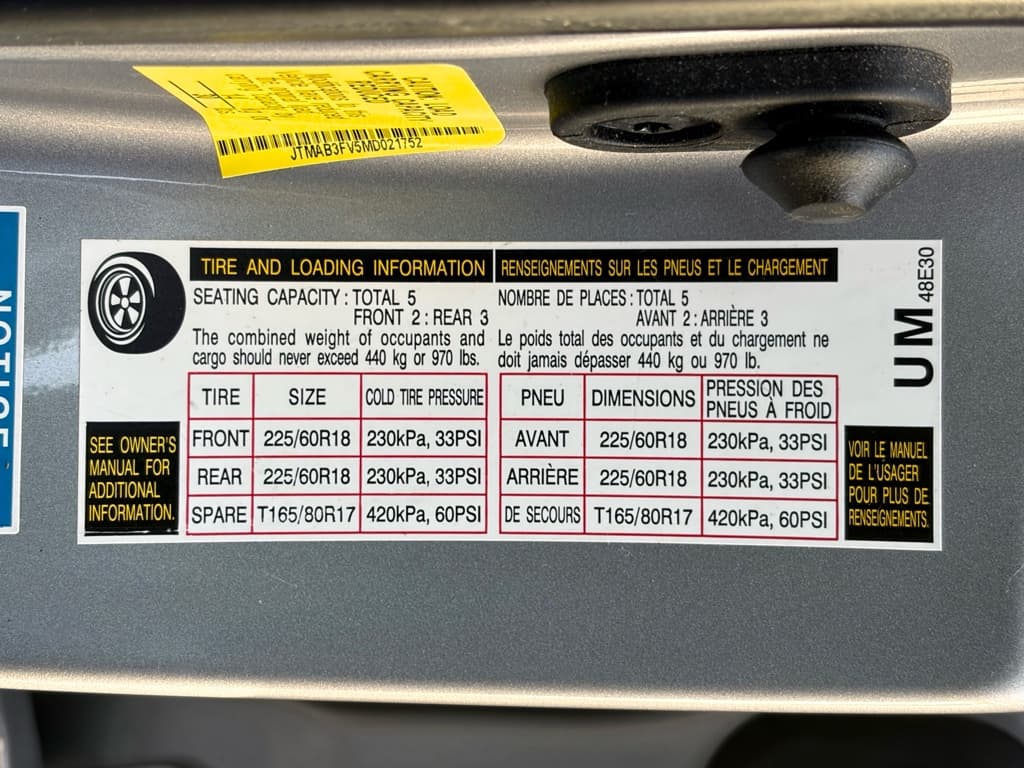 CAUTION: LOAD
CARRYING CAPACITY
REDUCED
JTMAB3FV5MD021752
NOTICE
TIRE AND LOADING INFORMATION
SEATING CAPACITY : TOTAL 5
FRONT 2 : REAR 3
The combined weight of occupants and
cargo should never exceed 440 kg or 970 lbs.
TIRE SIZE COLD TIRE PRESSURE
FRONT 225/60R18 230kPa, 33PSI
REAR 225/60R18 230kPa, 33PSI
SPARE T165/80R17 420kPa, 60PSI
SEE OWNER'S
MANUAL FOR
ADDITIONAL
INFORMATION.
RENSEIGNEMENTS SUR LES PNEUS ET LE CHARGEMENT
NOMBRE DE PLACES : TOTAL 5
AVANT 2 : ARRIÈRE 3
Le poids total des occupants et du chargement ne
doit jamais dépasser 440 kg ou 970 lb.
PNEU DIMENSIONS PRESSION DES
PNEUS À FROID
AVANT 225/60R18 230kPa, 33PSI
ARRIÈRE 225/60R18 230kPa, 33PSI
DE SECOURS T165/80R17 420kPa, 60PSI
VOIR LE MANUEL
DE L'USAGER
POUR PLUS DE
RENSEIGNEMENTS.
UM 48E30